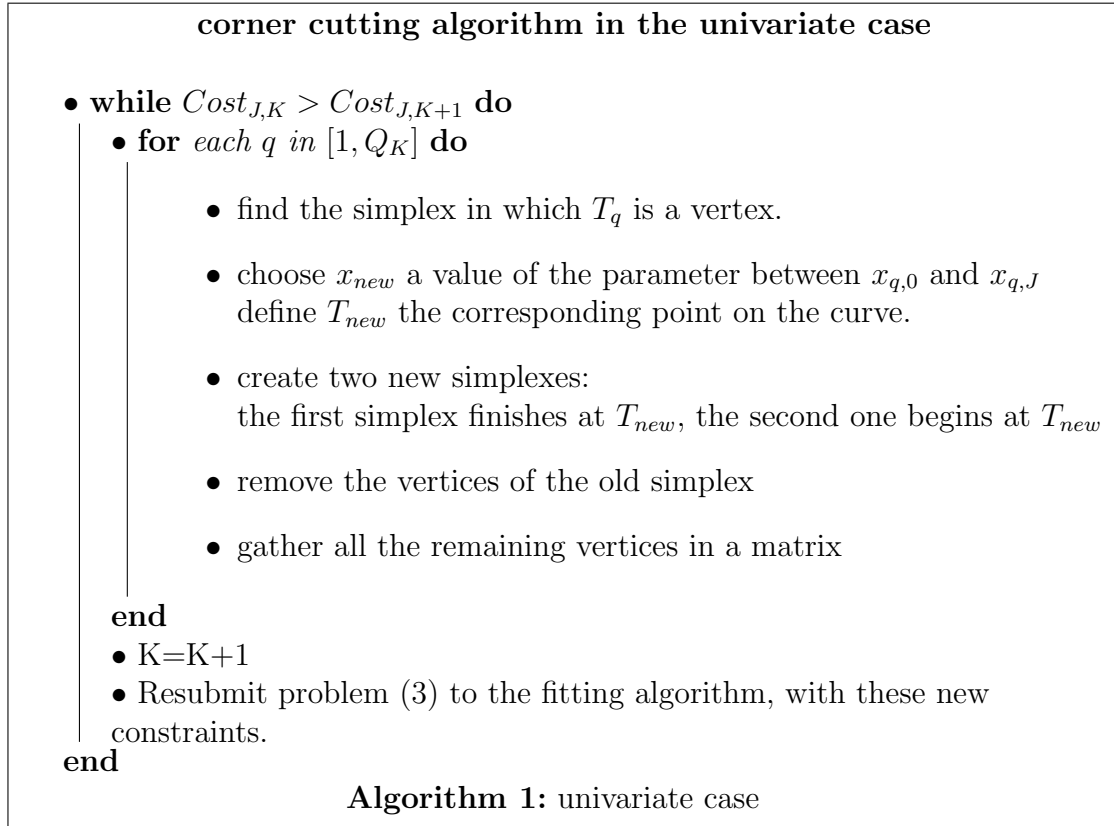 corner cutting algorithm in the univariate case
• while Cost_{J,K} > Cost_{J,K+1} do
• for each q in [1, Q_K] do
• find the simplex in which T_q is a vertex.
• choose x_{new} a value of the parameter between x_{q,0} and x_{q,J}
define T_{new} the corresponding point on the curve.
• create two new simplexes:
the first simplex finishes at T_{new}, the second one begins at T_{new}
• remove the vertices of the old simplex
• gather all the remaining vertices in a matrix
end
• K=K+1
• Resubmit problem (3) to the fitting algorithm, with these new
constraints.
end
Algorithm 1: univariate case